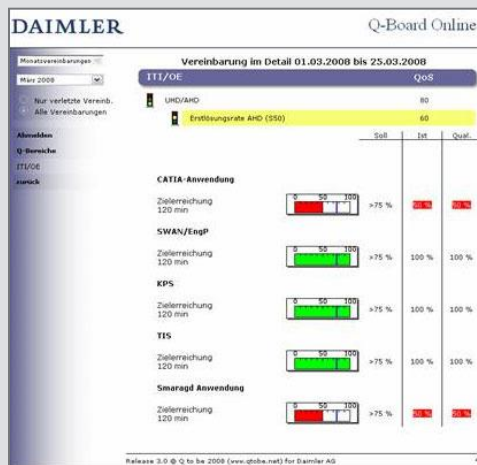 DAIMLER
Q-Board Online
Monatsvereinbarungen
März 2008
Nur verletzte Vereinb.
Alle Vereinbarungen
Abmelden
Q-Bereiche
ITI/OE
zurück
Vereinbarung im Detail 01.03.2008 bis 25.03.2008
ITI/OE QoS
UHD/AHD 80
Erstlösungsrate AHD (S50) 60
Soll Ist Qual.
CATIA-Anwendung
Zielerreichung
120 min
0 50 100
>75 % 50 % 50 %
SWAN/EngP
Zielerreichung
120 min
0 50 100
>75 % 100 % 100 %
KPS
Zielerreichung
120 min
0 50 100
>75 % 100 % 100 %
TIS
Zielerreichung
120 min
0 50 100
>75 % 100 % 100 %
Smaragd Anwendung
Zielerreichung
120 min
0 50 100
>75 % 50 % 50 %
Release 3.0 © Q to be 2008 (www.qtobe.net) for Daimler AG